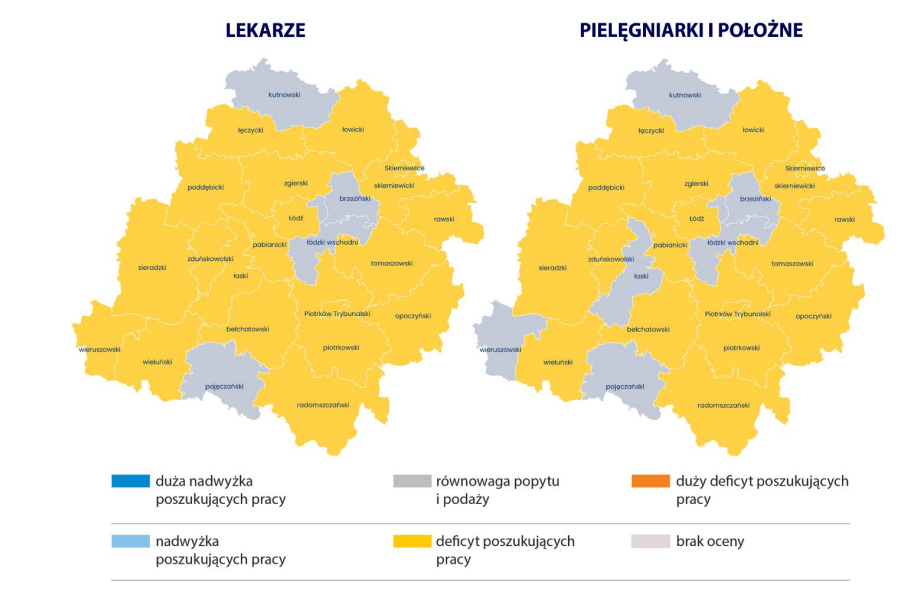 LEKARZE
PIELĘGNIARKI I POŁOŻNE
kutnowski
łęczycki
łowicki
Skierniewice
skierniewicki
poddębicki
zgierski
brzeziński
rawski
Łódź
łódzki wschodni
pabianicki
zduńskowolski
sieradzki
łaski
tomaszowski
Piotrków Trybunalski
opoczyński
bełchatowski
piotrkowski
wieruszowski
wieluński
pajęczański
radomszczański
kutnowski
łęczycki
łowicki
Skierniewice
skierniewicki
poddębicki
zgierski
brzeziński
rawski
Łódź
łódzki wschodni
pabianicki
zduńskowolski
sieradzki
łaski
tomaszowski
Piotrków Trybunalski
opoczyński
bełchatowski
piotrkowski
wieruszowski
wieluński
pajęczański
radomszczański
duża nadwyżka
poszukujących pracy
równowaga popytu
i podaży
duży deficyt poszukujących
pracy
nadwyżka
poszukujących pracy
deficyt poszukujących
pracy
brak oceny